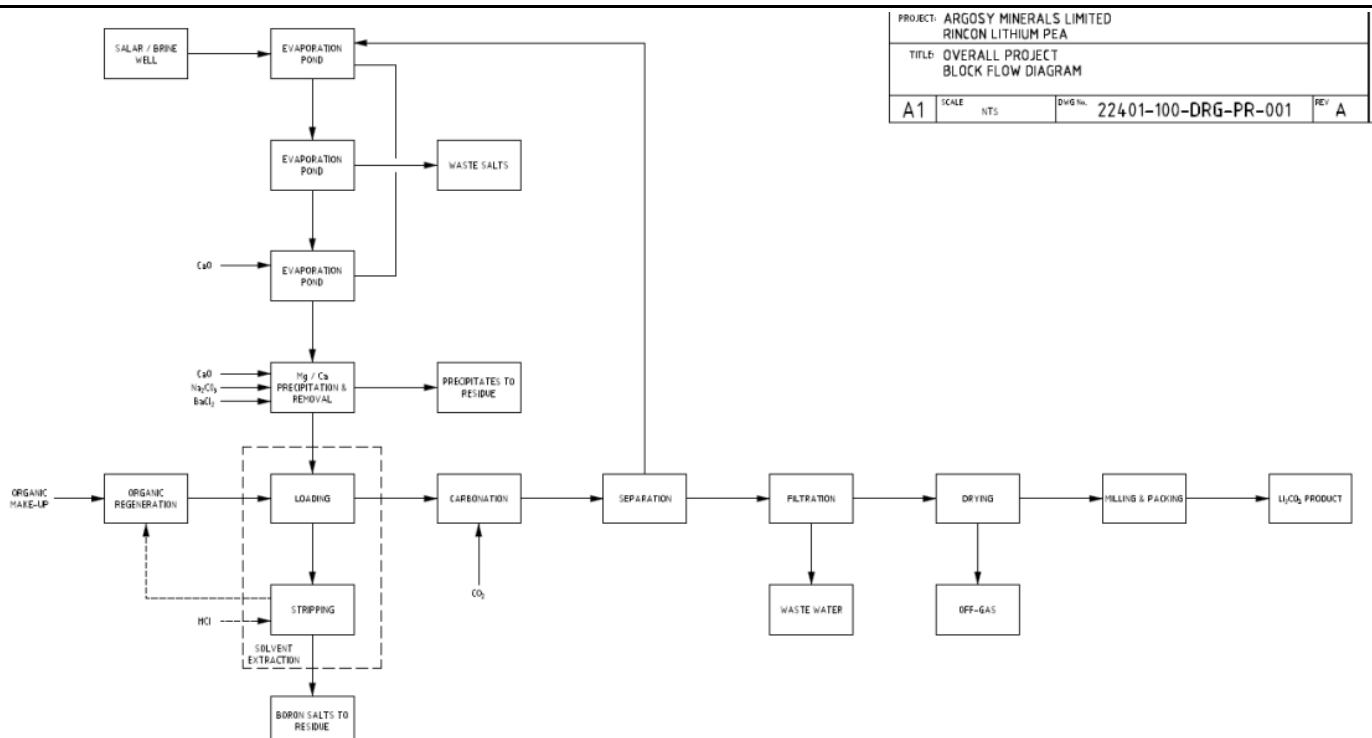 PROJECT: ARGOSY MINERALS LIMITED
RINCON LITHIUM PEA
TITLE: OVERALL PROJECT
BLOCK FLOW DIAGRAM
A1 SCALE NTS DWG No. 22401-100-DRG-PR-001 REV A
SALAR / BRINE
WELL
EVAPORATION
POND
EVAPORATION
POND
WASTE SALTS
CaO
EVAPORATION
POND
CaO
Na₂CO₃
BaCl₂
Mg / Ca
PRECIPITATION &
REMOVAL
PRECIPITATES TO
RESIDUE
ORGANIC
MAKE-UP
ORGANIC
REGENERATION
LOADING
CARBONATION
SEPARATION
FILTRATION
DRYING
MILLING & PACKING
Li₂CO₃ PRODUCT
HCl
STRIPPING
CO₂
WASTE WATER
OFF-GAS
SOLVENT
EXTRACTION
BORON SALTS TO
RESIDUE